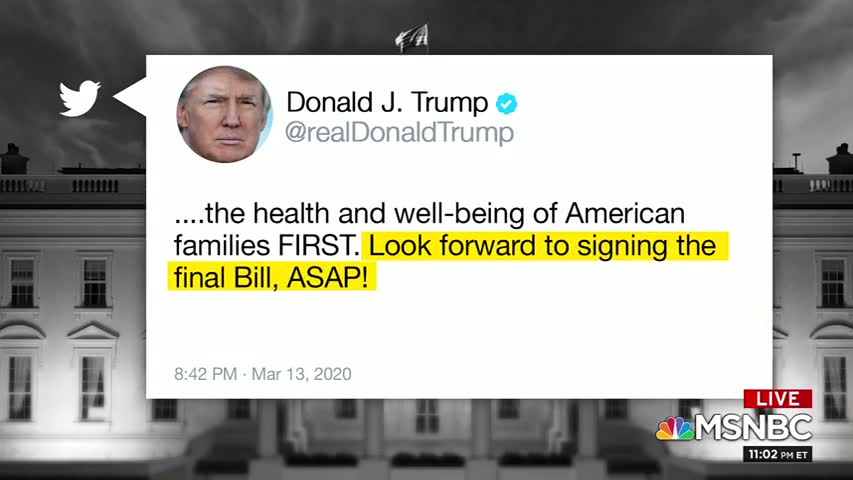 Donald J. Trump
@realDonaldTrump
....the health and well-being of American
families FIRST. Look forward to signing the
final Bill, ASAP!
8:42 PM · Mar 13, 2020
LIVE
MSNBC
11:02 PM ET